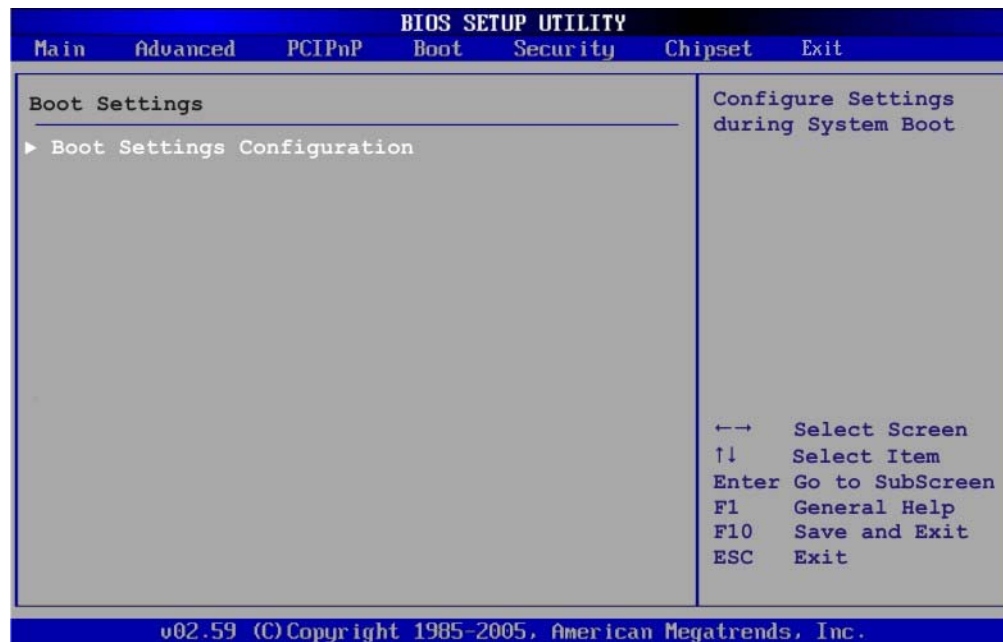 BIOS SETUP UTILITY
Main Advanced PCIPnP Boot Security Chipset Exit
Boot Settings
▶ Boot Settings Configuration
Configure Settings
during System Boot
←→ Select Screen
↑↓ Select Item
Enter Go to SubScreen
F1 General Help
F10 Save and Exit
ESC Exit
v02.59 (C)Copyright 1985-2005, American Megatrends, Inc.